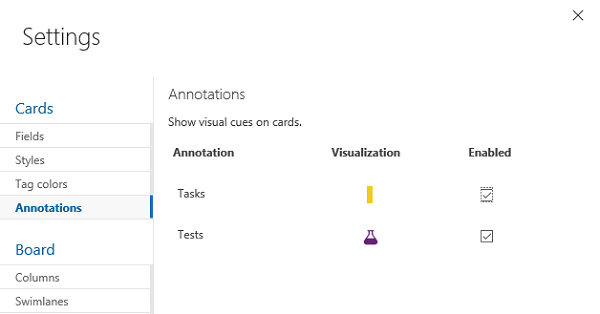 Settings
Cards
Fields
Styles
Tag colors
Annotations
Board
Columns
Swimlanes
Annotations
Show visual cues on cards.
Annotation Visualization Enabled
Tasks
Tests